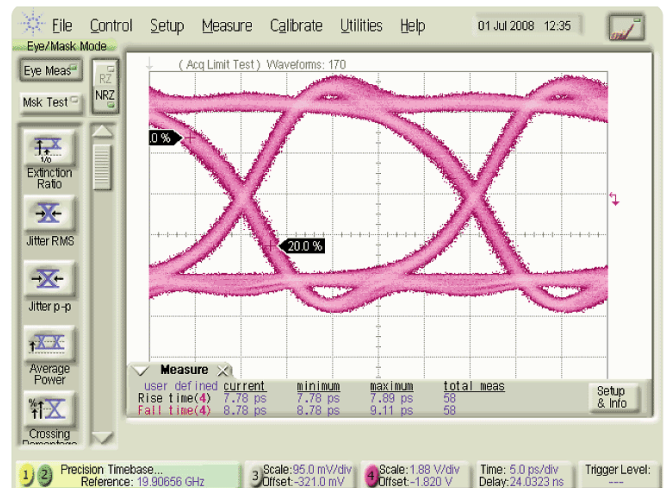 File Control Setup Measure Calibrate Utilities Help 01 Jul 2008 12:35
Eye/Mask Mode
Eye Meas
RZ
Msk Test
NRZ
( Acq Limit Test ) Waveforms: 170
.0 %
20.0 %
1/0
Extinction
Ratio
Jitter RMS
Jitter p-p
Average
Power
%
Crossing
Measure
user defined current minimum maximum total meas
Rise time(4) 7.78 ps 7.78 ps 7.89 ps 58
Fall time(4) 8.78 ps 8.78 ps 9.11 ps 58
Setup
& Info
1 2 Precision Timebase...
Reference: 19.90656 GHz
3 Scale:95.0 mV/div
Offset:-321.0 mV
4 Scale:1.88 V/div
Offset:-1.820 V
Time: 5.0 ps/div
Delay:24.0323 ns
Trigger Level:
---